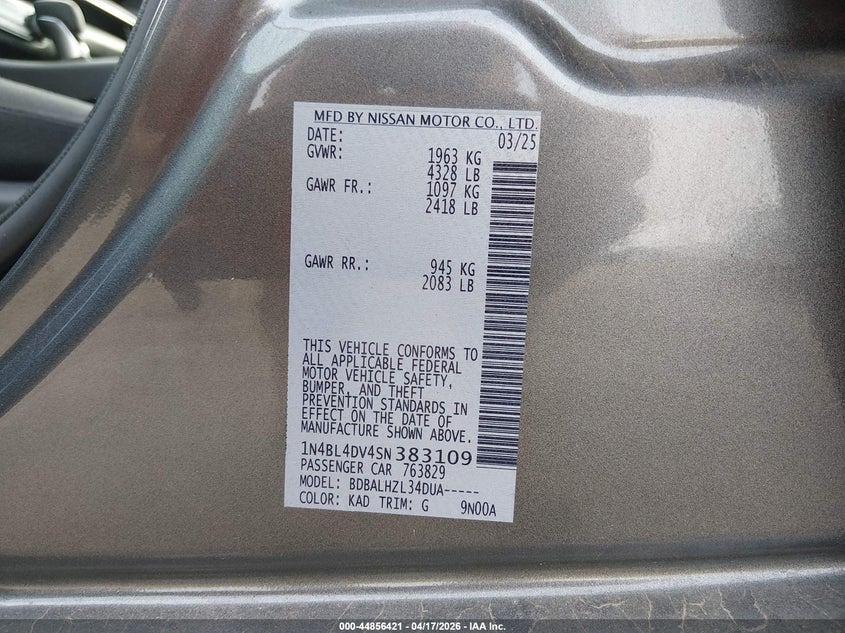 MFD BY NISSAN MOTOR CO., LTD.
DATE: 03/25
GVWR: 1963 KG
4328 LB
GAWR FR.: 1097 KG
2418 LB
GAWR RR.: 945 KG
2083 LB
THIS VEHICLE CONFORMS TO
ALL APPLICABLE FEDERAL
MOTOR VEHICLE SAFETY,
BUMPER, AND THEFT
PREVENTION STANDARDS IN
EFFECT ON THE DATE OF
MANUFACTURE SHOWN ABOVE.
1N4BL4DV4SN383109
PASSENGER CAR 763829
MODEL: BDBALHZL34DUA-----
COLOR: KAD TRIM: G 9N00A
000-44856421 - 04/17/2026 - IAA Inc.